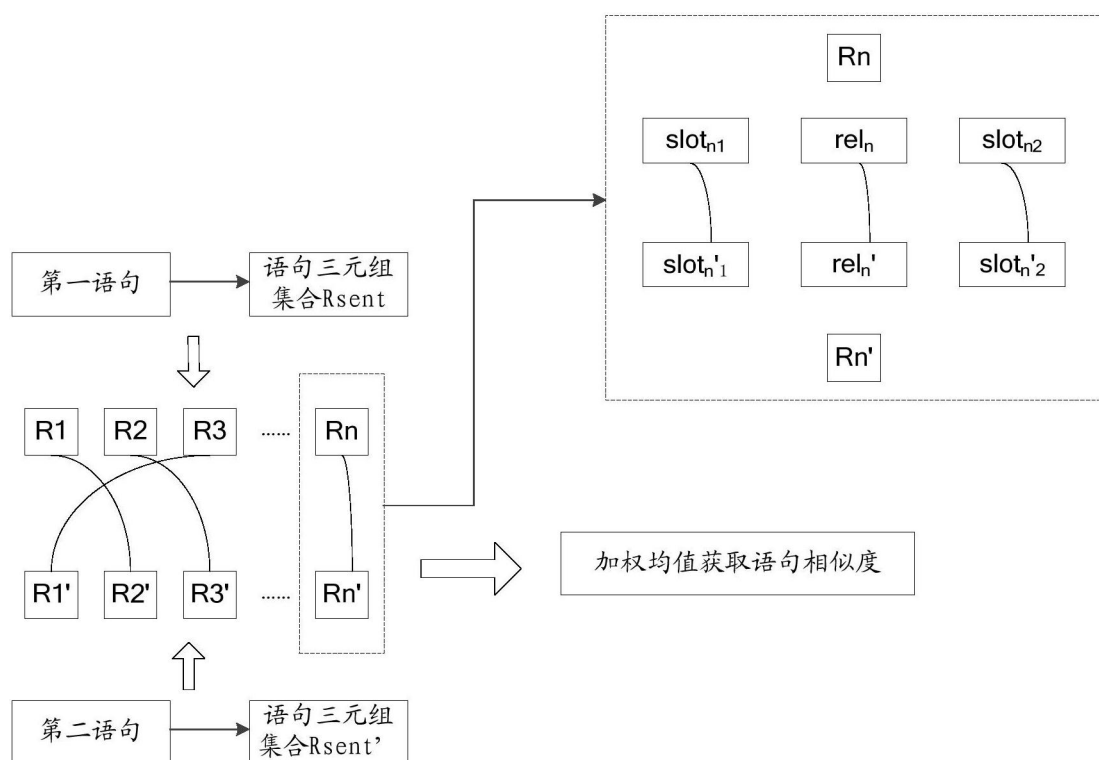 Rn
slotn1 reln slotn2
slotn'1 reln' slotn'2
Rn'
第一语句
语句三元组
集合Rsent
R1 R2 R3 ...... Rn
R1' R2' R3' ...... Rn'
加权均值获取语句相似度
第二语句
语句三元组
集合Rsent’